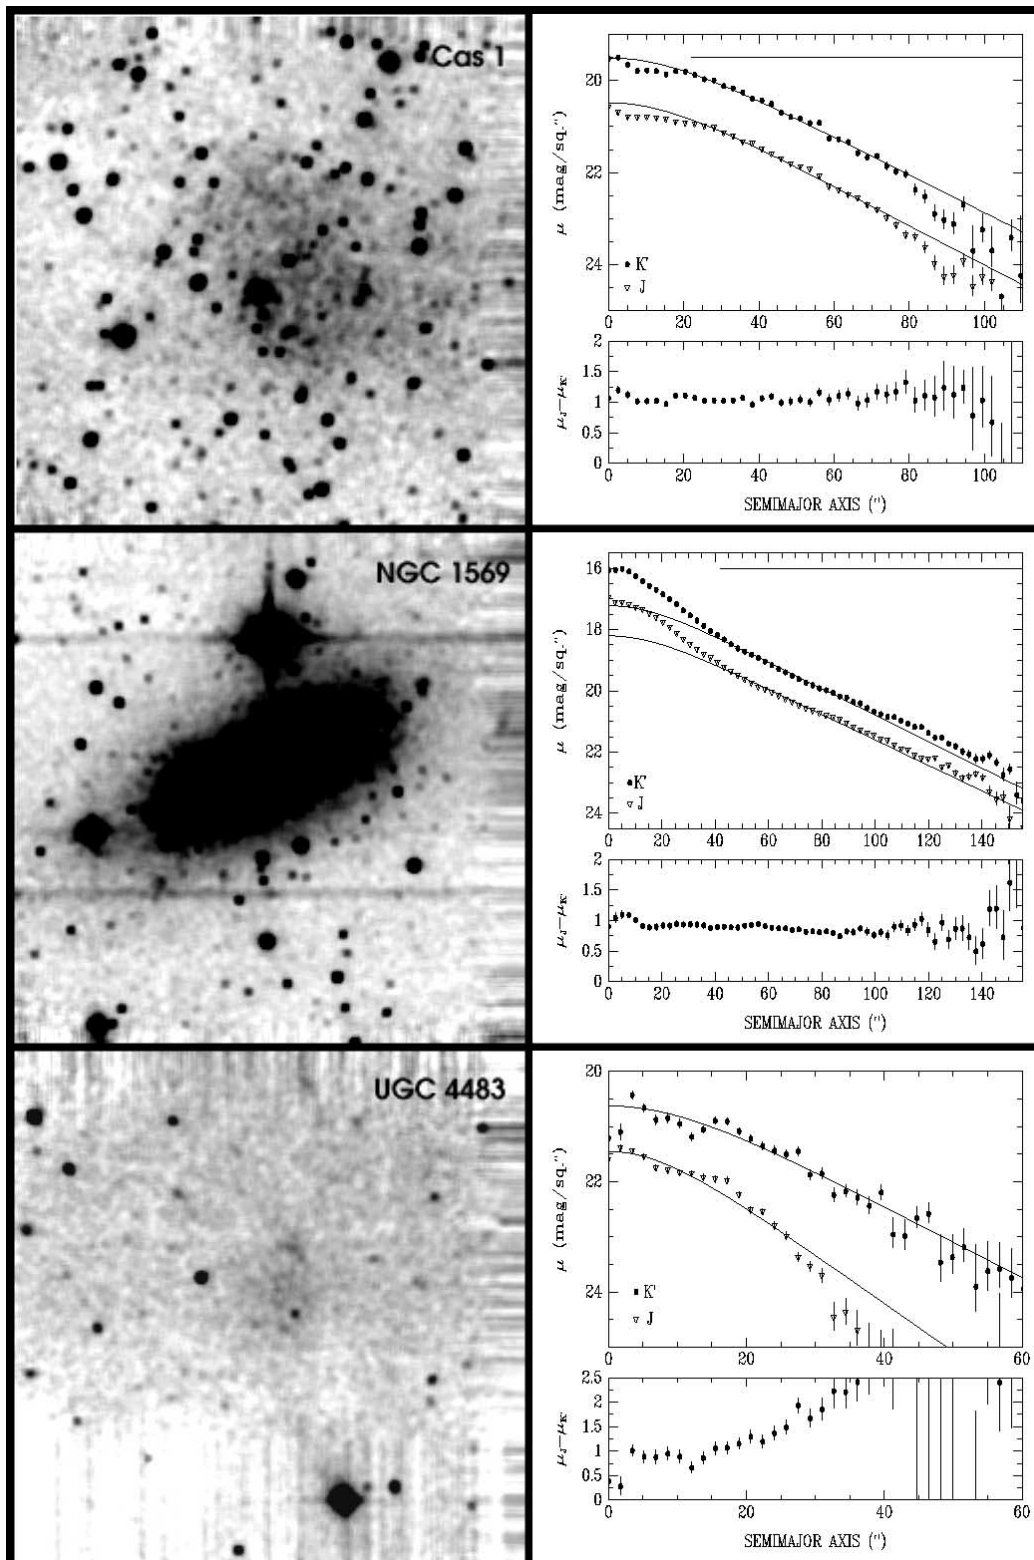 Cas 1
20
22
24
μ (mag/sq.")
K'
J
0 20 40 60 80 100
2
1.5
1
0.5
0
μJ−μK'
0 20 40 60 80 100
SEMIMAJOR AXIS (")
NGC 1569
16
18
20
22
24
μ (mag/sq.")
K'
J
0 20 40 60 80 100 120 140
2
1.5
1
0.5
0
μJ−μK'
0 20 40 60 80 100 120 140
SEMIMAJOR AXIS (")
UGC 4483
20
22
24
μ (mag/sq.")
K'
J
0 20 40 60
2.5
2
1.5
1
0.5
0
μJ−μK'
0 20 40 60
SEMIMAJOR AXIS (")